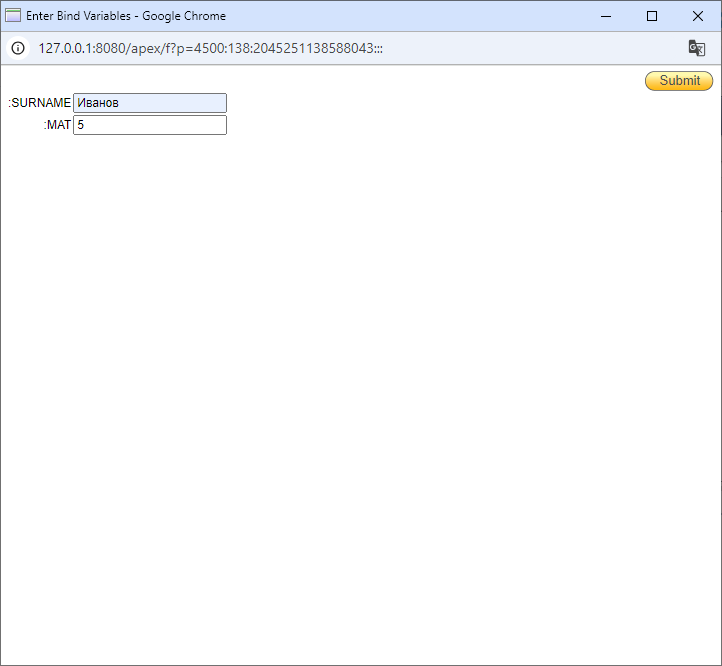 Enter Bind Variables - Google Chrome
127.0.0.1:8080/apex/f?p=4500:138:2045251138588043:::
Submit
:SURNAME Иванов
:MAT 5